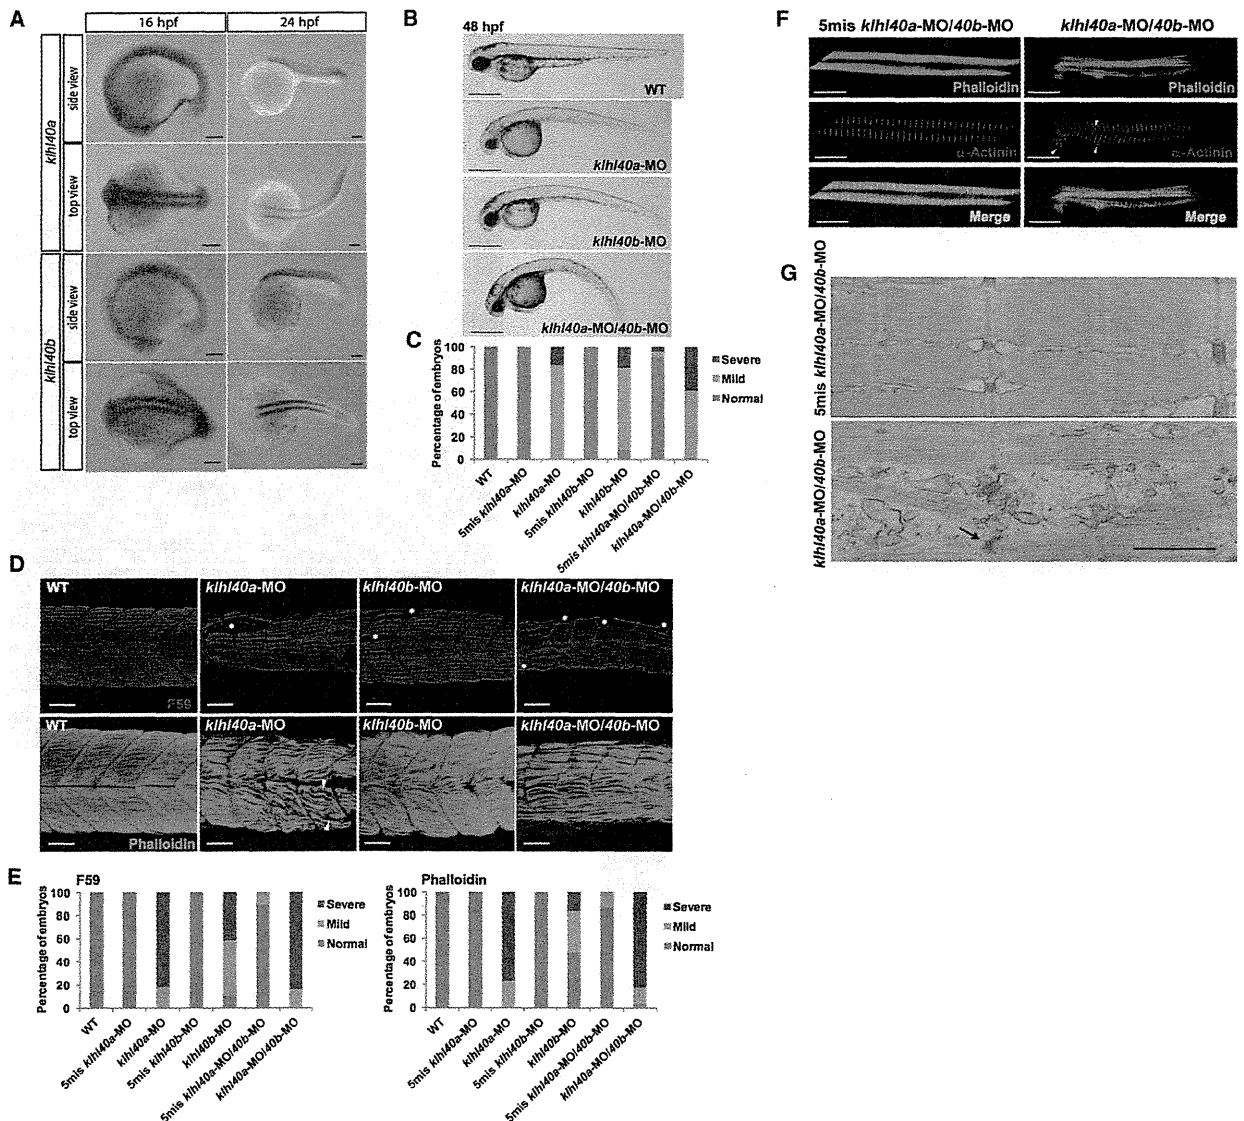 A
16 hpf
24 hpf
klhl40a
side view
top view
klhl40b
side view
top view
B
48 hpf
WT
klhl40a-MO
klhl40b-MO
klhl40a-MO/40b-MO
C
Percentage of embryos
100
80
60
40
20
0
Severe
Mild
Normal
WT
5mis klhl40a-MO
klhl40a-MO
5mis klhl40b-MO
klhl40b-MO
5mis klhl40a-MO/40b-MO
klhl40a-MO/40b-MO
D
WT
klhl40a-MO
klhl40b-MO
klhl40a-MO/40b-MO
F59
WT
klhl40a-MO
klhl40b-MO
klhl40a-MO/40b-MO
Phalloidin
E
F59
Percentage of embryos
100
80
60
40
20
0
Severe
Mild
Normal
WT
5mis klhl40a-MO
klhl40a-MO
5mis klhl40b-MO
klhl40b-MO
5mis klhl40a-MO/40b-MO
klhl40a-MO/40b-MO
Phalloidin
Percentage of embryos
100
80
60
40
20
0
Severe
Mild
Normal
WT
5mis klhl40a-MO
klhl40a-MO
5mis klhl40b-MO
klhl40b-MO
5mis klhl40a-MO/40b-MO
klhl40a-MO/40b-MO
F
5mis klhl40a-MO/40b-MO
klhl40a-MO/40b-MO
Phalloidin
Phalloidin
α-Actinin
α-Actinin
Merge
Merge
G
5mis klhl40a-MO/40b-MO
klhl40a-MO/40b-MO